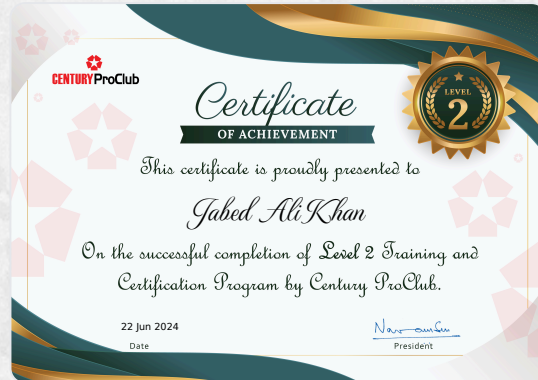 CENTURY ProClub
Certificate
OF ACHIEVEMENT
LEVEL
2
This certificate is proudly presented to
Jabed Ali Khan
On the successful completion of Level 2 Training and
Certification Program by Century ProClub.
22 Jun 2024
Date
President